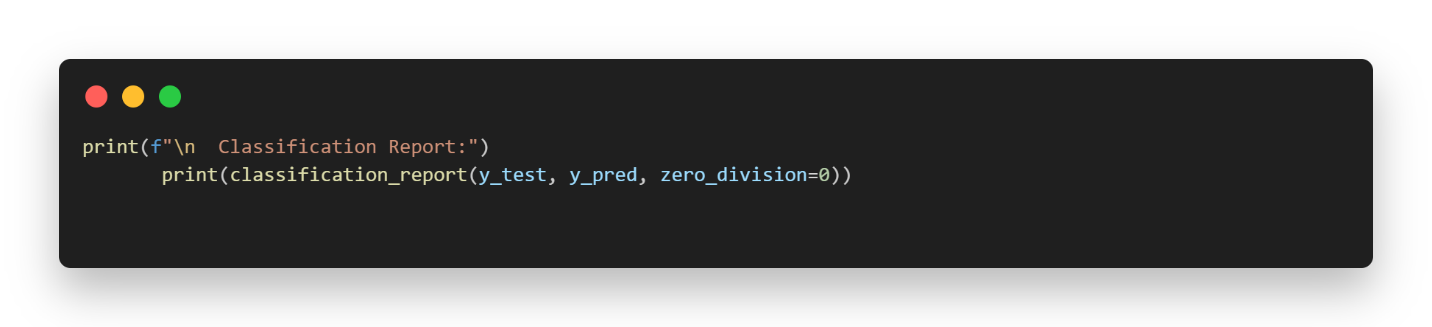 print(f"\n  Classification Report:")
       print(classification_report(y_test, y_pred, zero_division=0))